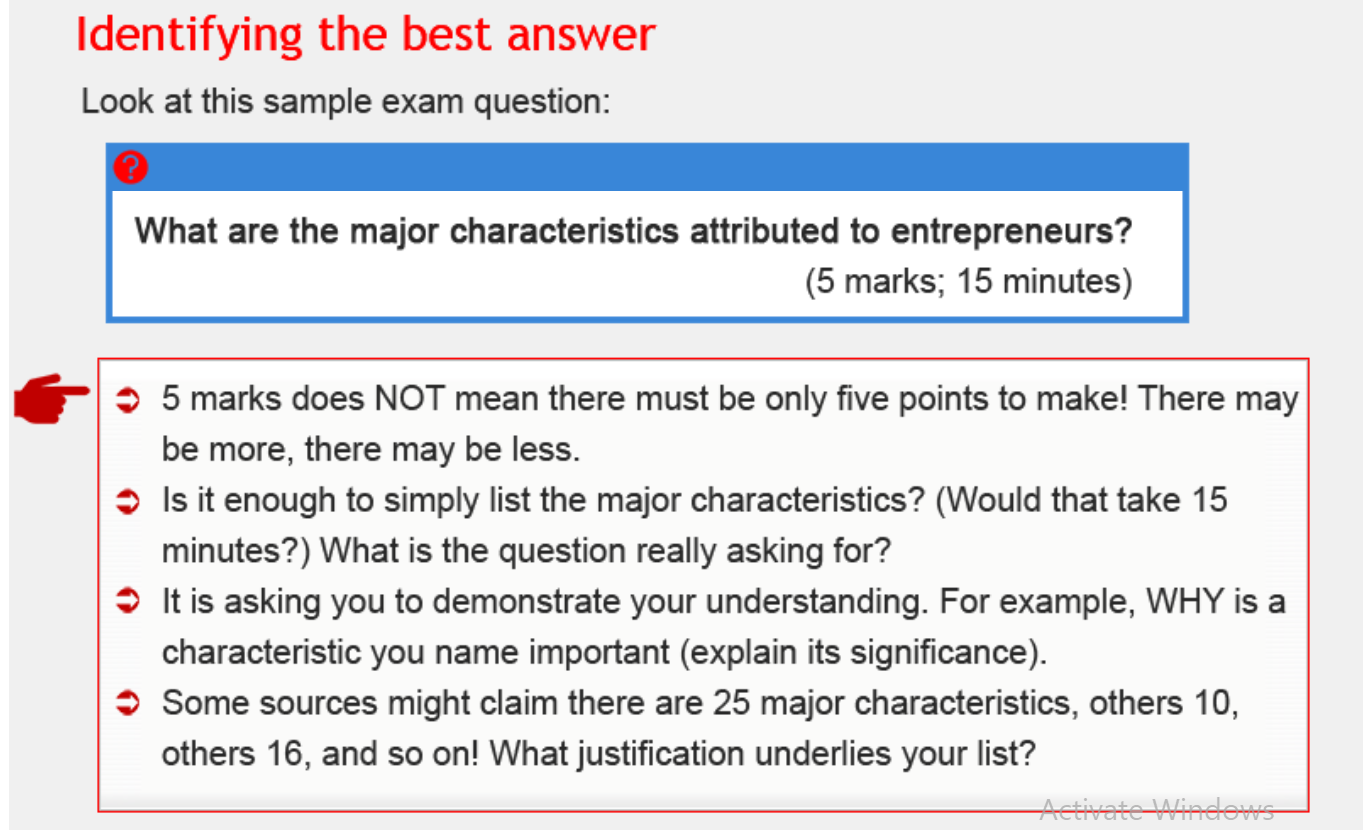 Identifying the best answer
Look at this sample exam question:
?
What are the major characteristics attributed to entrepreneurs?
(5 marks; 15 minutes)
5 marks does NOT mean there must be only five points to make! There may
be more, there may be less.
Is it enough to simply list the major characteristics? (Would that take 15
minutes?) What is the question really asking for?
It is asking you to demonstrate your understanding. For example, WHY is a
characteristic you name important (explain its significance).
Some sources might claim there are 25 major characteristics, others 10,
others 16, and so on! What justification underlies your list?
Activate Windows